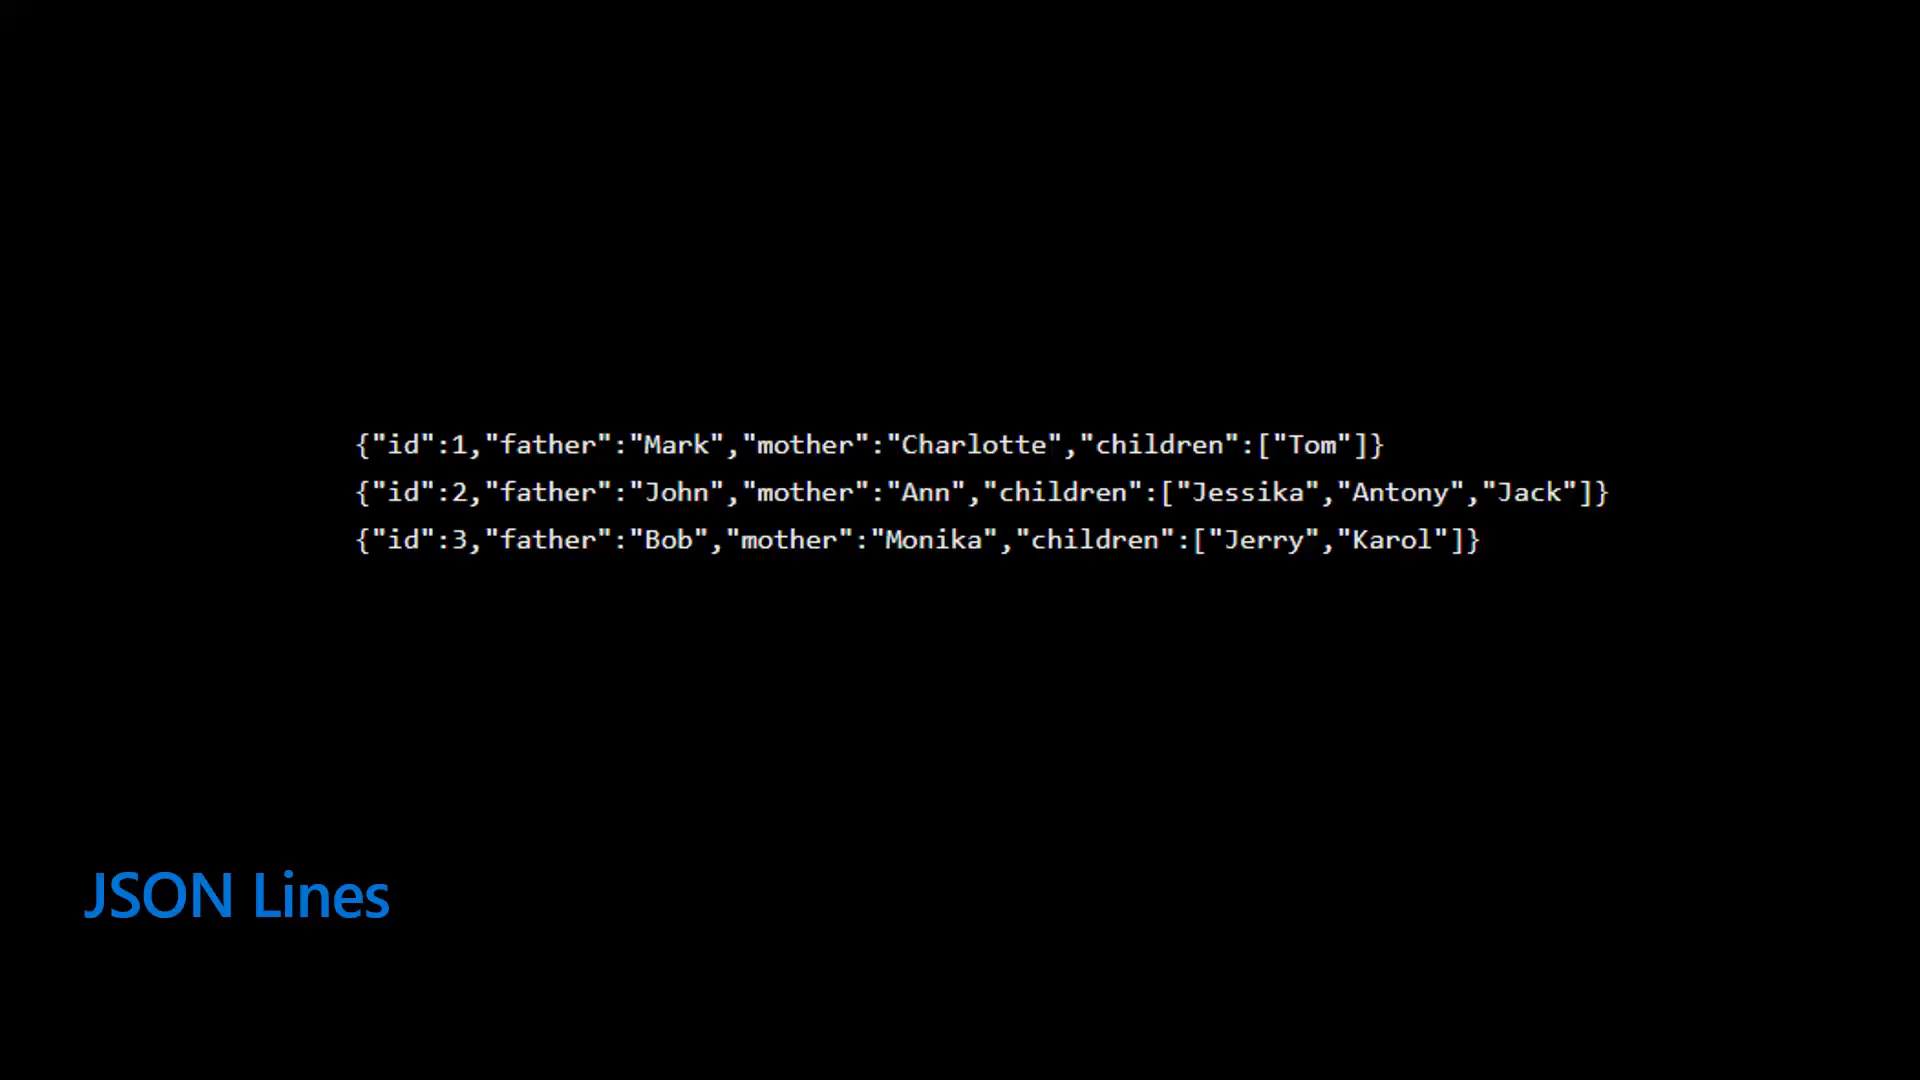 {"id":1,"father":"Mark","mother":"Charlotte","children":["Tom"]}
{"id":2,"father":"John","mother":"Ann","children":["Jessika","Antony","Jack"]}
{"id":3,"father":"Bob","mother":"Monika","children":["Jerry","Karol"]}
JSON Lines